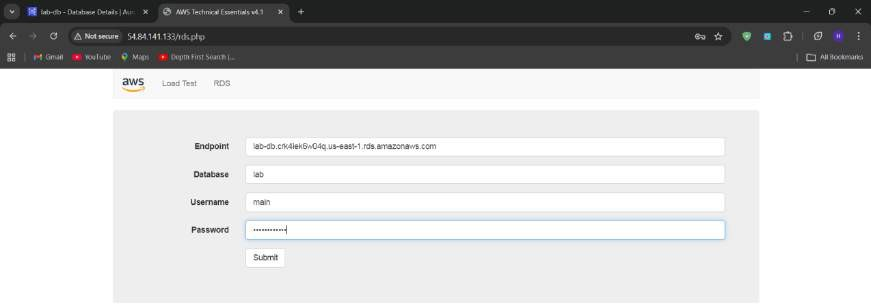 lab-db - Database Details | Aur
AWS Technical Essentials v4.1
Not secure 54.84.141.133/rds.php
Gmail YouTube Maps Depth First Search (...
All Bookmarks
aws Load Test RDS
Endpoint lab-db.crk4iek6w04q.us-east-1.rds.amazonaws.com
Database lab
Username main
Password ••••••••••••
Submit